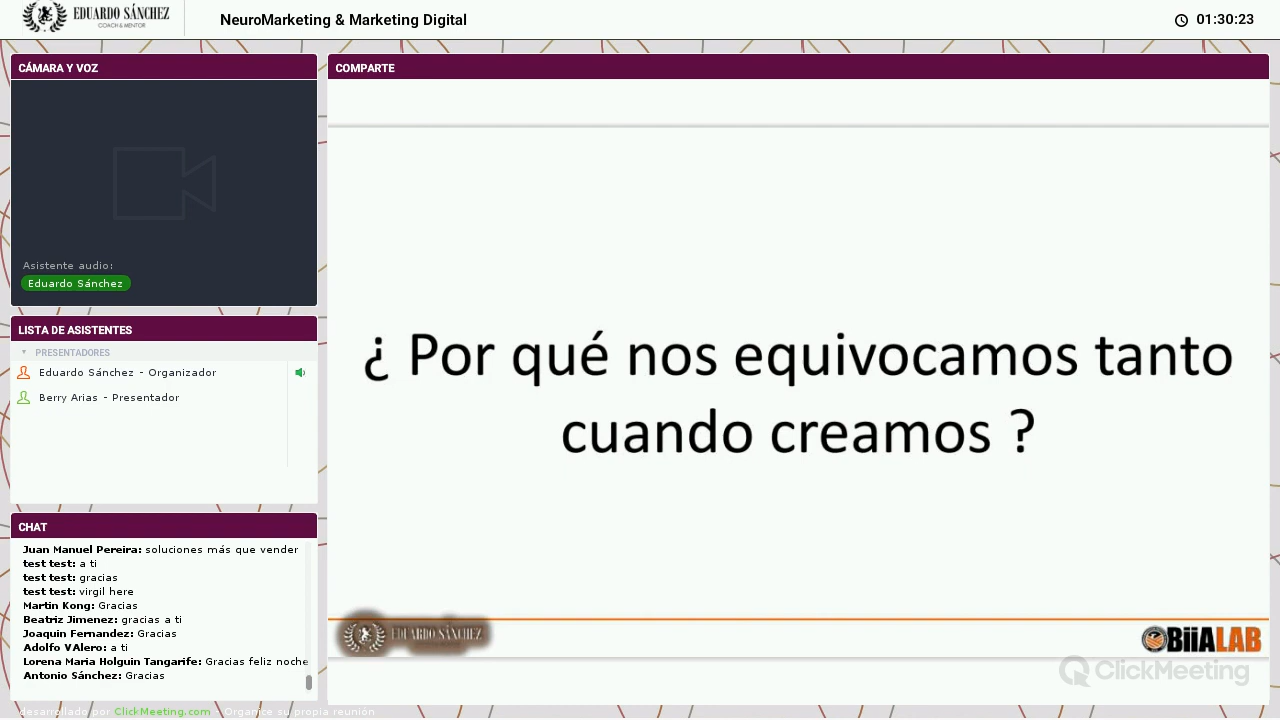 EDUARDO SÁNCHEZ
COACH & MENTOR
NeuroMarketing & Marketing Digital
01:30:23
CÁMARA Y VOZ
Asistente audio:
Eduardo Sánchez
LISTA DE ASISTENTES
PRESENTADORES
Eduardo Sánchez - Organizador
Berry Arias - Presentador
CHAT
Juan Manuel Pereira: soluciones más que vender
test test: a ti
test test: gracias
test test: virgil here
Martin Kong: Gracias
Beatriz Jimenez: gracias a ti
Joaquin Fernandez: Gracias
Adolfo VAlero: a ti
Lorena Maria Holguin Tangarife: Gracias feliz noche
Antonio Sánchez: Gracias
desarrollado por ClickMeeting.com - Organice su propia reunión
COMPARTE
¿ Por qué nos equivocamos tanto
cuando creamos ?
EDUARDO SÁNCHEZ
BiiALAB
ClickMeeting